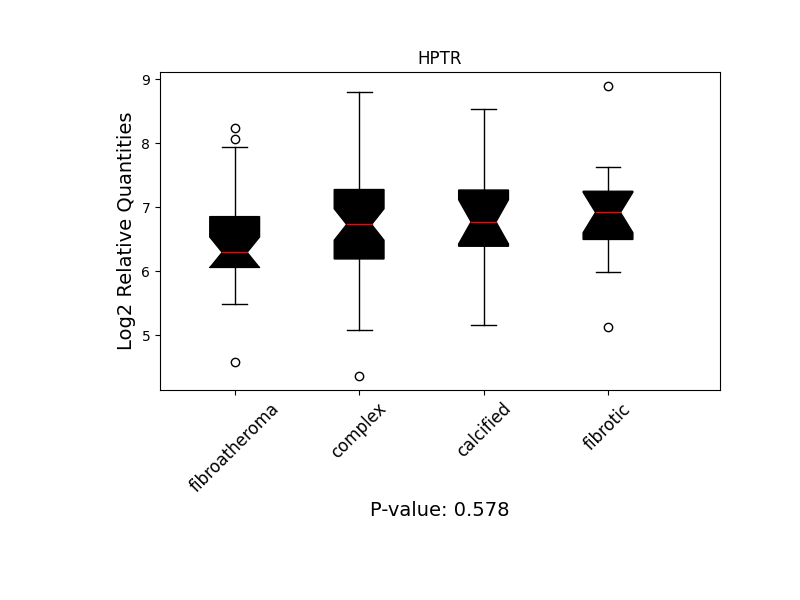 HPTR
Log2 Relative Quantities
9
8
7
6
5
fibroatheroma
complex
calcified
fibrotic
P-value: 0.578